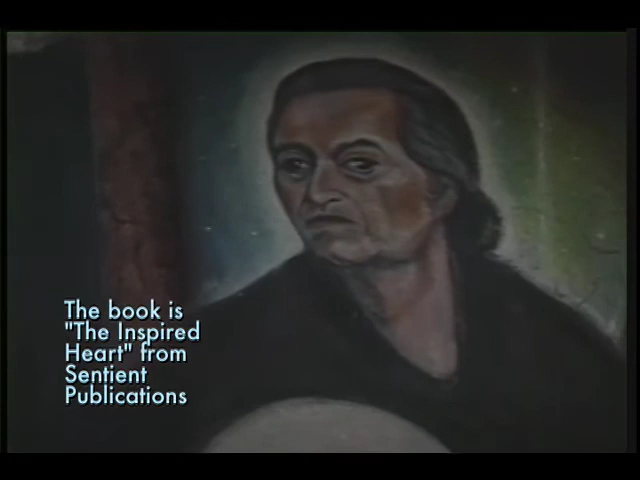 The book is
"The Inspired
Heart" from
Sentient
Publications